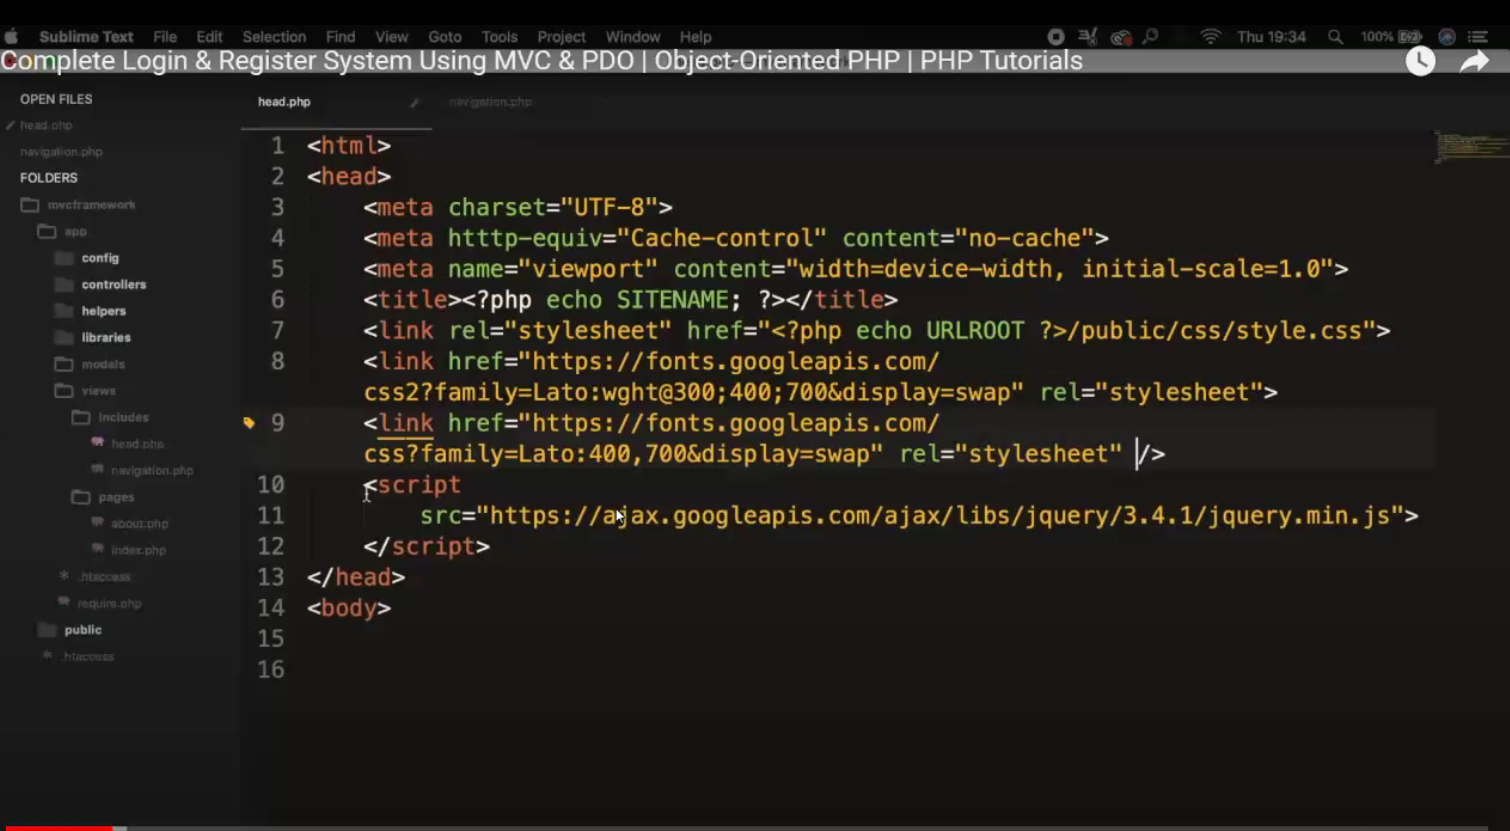 Sublime Text File Edit Selection Find View Goto Tools Project Window Help Thu 19:34 100%
Complete Login & Register System Using MVC & PDO | Object-Oriented PHP | PHP Tutorials
OPEN FILES
head.php
navigation.php
FOLDERS
mvcframework
app
config
controllers
helpers
libraries
models
views
includes
head.php
navigation.php
pages
about.php
index.php
.htaccess
require.php
public
.htaccess
head.php navigation.php
1 <html>
2 <head>
3 <meta charset="UTF-8">
4 <meta htttp-equiv="Cache-control" content="no-cache">
5 <meta name="viewport" content="width=device-width, initial-scale=1.0">
6 <title><?php echo SITENAME; ?></title>
7 <link rel="stylesheet" href="<?php echo URLROOT ?>/public/css/style.css">
8 <link href="https://fonts.googleapis.com/
css2?family=Lato:wght@300;400;700&display=swap" rel="stylesheet">
9 <link href="https://fonts.googleapis.com/
css?family=Lato:400,700&display=swap" rel="stylesheet" />
10 <script
11 src="https://ajax.googleapis.com/ajax/libs/jquery/3.4.1/jquery.min.js">
12 </script>
13 </head>
14 <body>
15
16